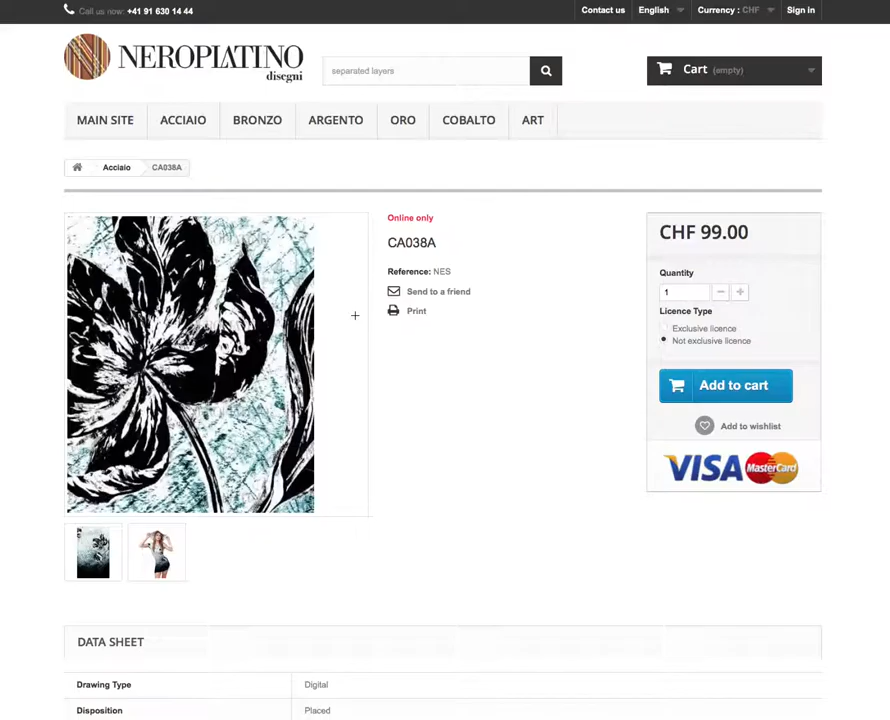 Call us now: +41 91 630 14 44
Contact us
English
Currency : CHF
Sign in
NEROPLATINO
disegni
separated layers
Cart (empty)
MAIN SITE
ACCIAIO
BRONZO
ARGENTO
ORO
COBALTO
ART
Acciaio
CA038A
Online only
CA038A
Reference: NES
Send to a friend
Print
CHF 99.00
Quantity
1
Licence Type
Exclusive licence
Not exclusive licence
Add to cart
Add to wishlist
VISA MasterCard
DATA SHEET
Drawing Type Digital
Disposition Placed